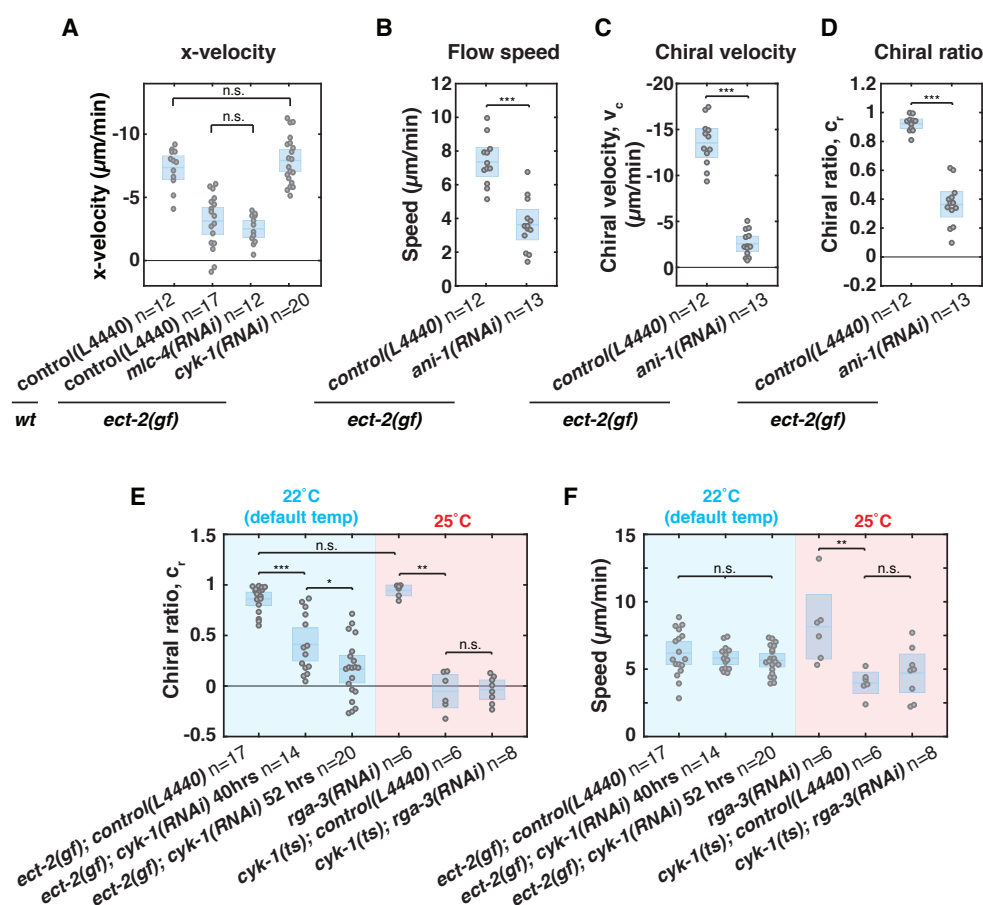 A
x-velocity
x-velocity (µm/min)
-10
-5
0
n.s.
n.s.
control(L4440) n=12
control(L4440) n=17
mlc-4(RNAi) n=12
cyk-1(RNAi) n=20
wt
ect-2(gf)
B
Flow speed
Speed (µm/min)
12
10
8
6
4
2
0
***
control(L4440) n=12
ani-1(RNAi) n=13
ect-2(gf)
C
Chiral velocity
Chiral velocity, vc
(µm/min)
-20
-15
-10
-5
0
***
control(L4440) n=12
ani-1(RNAi) n=13
ect-2(gf)
D
Chiral ratio
Chiral ratio, cr
1.2
1
0.8
0.6
0.4
0.2
0
-0.2
***
control(L4440) n=12
ani-1(RNAi) n=13
ect-2(gf)
E
22˚C
(default temp)
25˚C
Chiral ratio, cr
1.5
1
0.5
0
-0.5
n.s.
***
*
**
n.s.
ect-2(gf); control(L4440) n=17
ect-2(gf); cyk-1(RNAi) 40hrs n=14
ect-2(gf); cyk-1(RNAi) 52 hrs n=20
rga-3(RNAi) n=6
cyk-1(ts); control(L4440) n=6
cyk-1(ts); rga-3(RNAi) n=8
F
22˚C
(default temp)
25˚C
Speed (µm/min)
15
10
5
0
n.s.
**
n.s.
ect-2(gf); control(L4440) n=17
ect-2(gf); cyk-1(RNAi) 40hrs n=14
ect-2(gf); cyk-1(RNAi) 52 hrs n=20
rga-3(RNAi) n=6
cyk-1(ts); control(L4440) n=6
cyk-1(ts); rga-3(RNAi) n=8